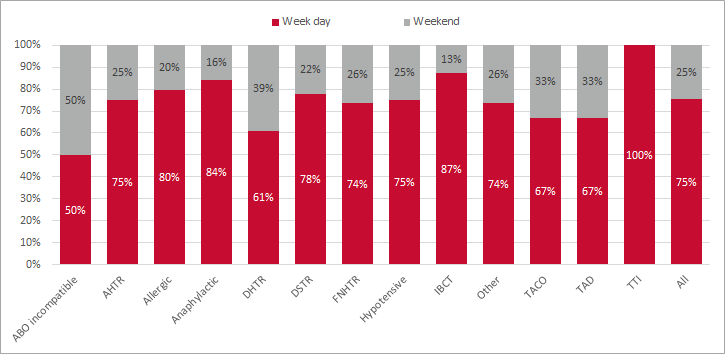 Week day Weekend
100%
90%
80%
70%
60%
50%
40%
30%
20%
10%
0%
50% 25% 20% 16% 39% 22% 26% 25% 13% 26% 33% 33% 25%
50% 75% 80% 84% 61% 78% 74% 75% 87% 74% 67% 67% 100% 75%
ABO incompatible
AHTR
Allergic
Anaphylactic
DHTR
DSTR
FNHTR
Hypotensive
IBCT
Other
TACO
TAD
TTI
All